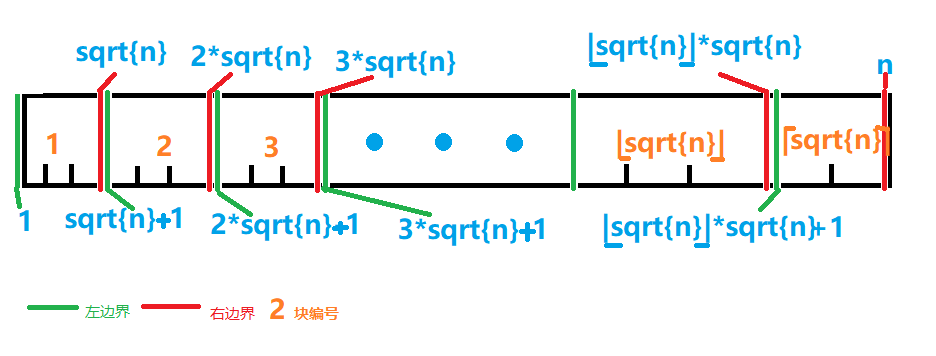 sqrt{n}
2*sqrt{n}
3*sqrt{n}
⌊sqrt{n}⌋*sqrt{n}
n
1
2
3
⌊sqrt{n}⌋
⌈sqrt{n}⌉
1
sqrt{n}+1
2*sqrt{n}+1
3*sqrt{n}+1
⌊sqrt{n}⌋*sqrt{n}+1
左边界
右边界
2 块编号